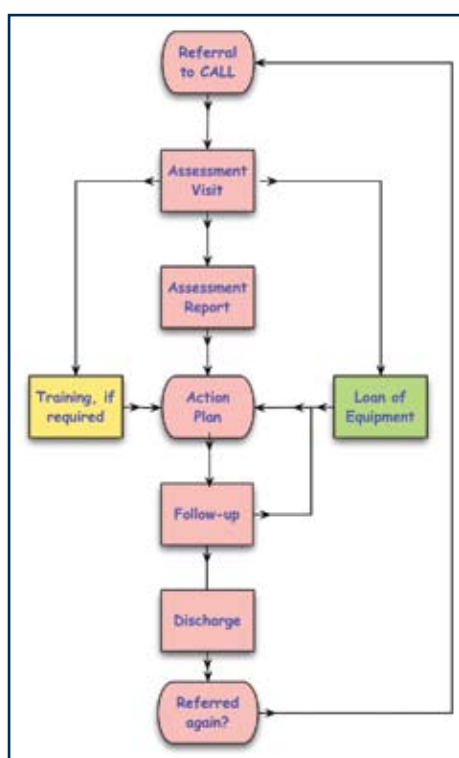 Referral
to CALL
Assessment
Visit
Assessment
Report
Training, if
required
Action
Plan
Loan of
Equipment
Follow-up
Discharge
Referred
again?